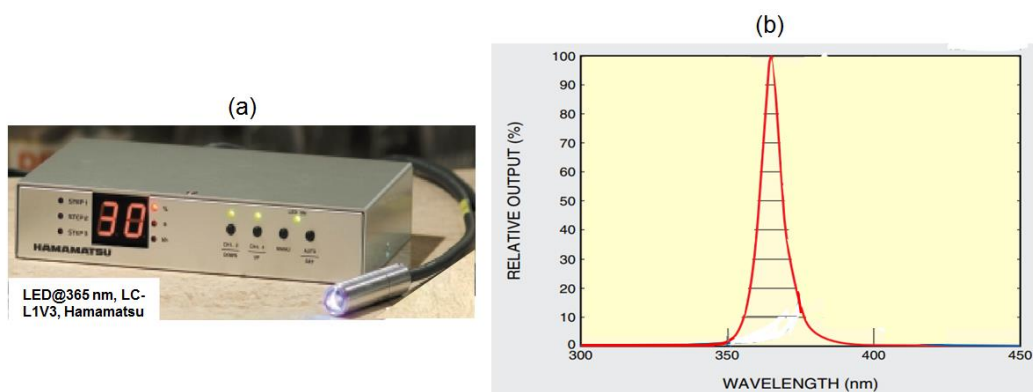 (a)
STEP 1
STEP 2
STEP 3
30
%
HAMAMATSU
LED@365 nm, LC-
L1V3, Hamamatsu
(b)
100
90
80
70
60
50
40
30
20
10
0
RELATIVE OUTPUT (%)
300
350
400
450
WAVELENGTH (nm)